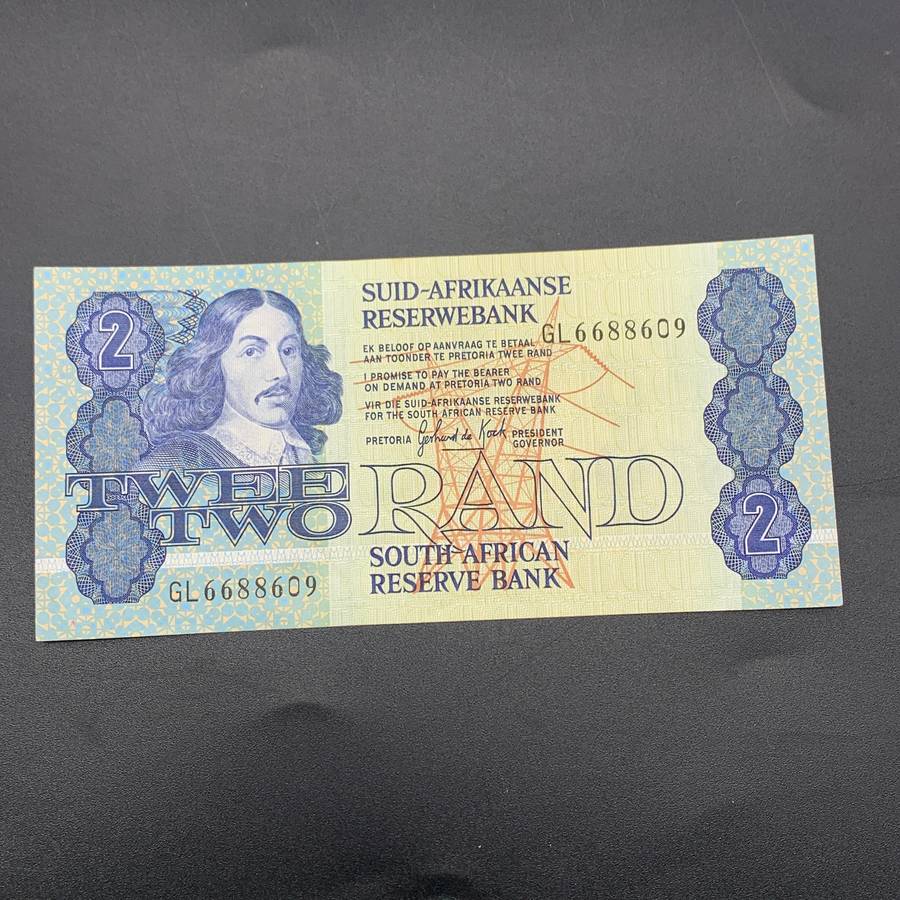 2
SUID-AFRIKAANSE
RESERWEBANK
GL6688609
EK BELOOF OP AANVRAAG TE BETAAL
AAN TOONDER TE PRETORIA TWEE RAND
I PROMISE TO PAY THE BEARER
ON DEMAND AT PRETORIA TWO RAND
VIR DIE SUID-AFRIKAANSE RESERWEBANK
FOR THE SOUTH AFRICAN RESERVE BANK
PRETORIA Gerhard de Kock PRESIDENT
GOVERNOR
TWEE
TWO
RAND
2
SOUTH AFRICAN
RESERVE BANK
GL6688609